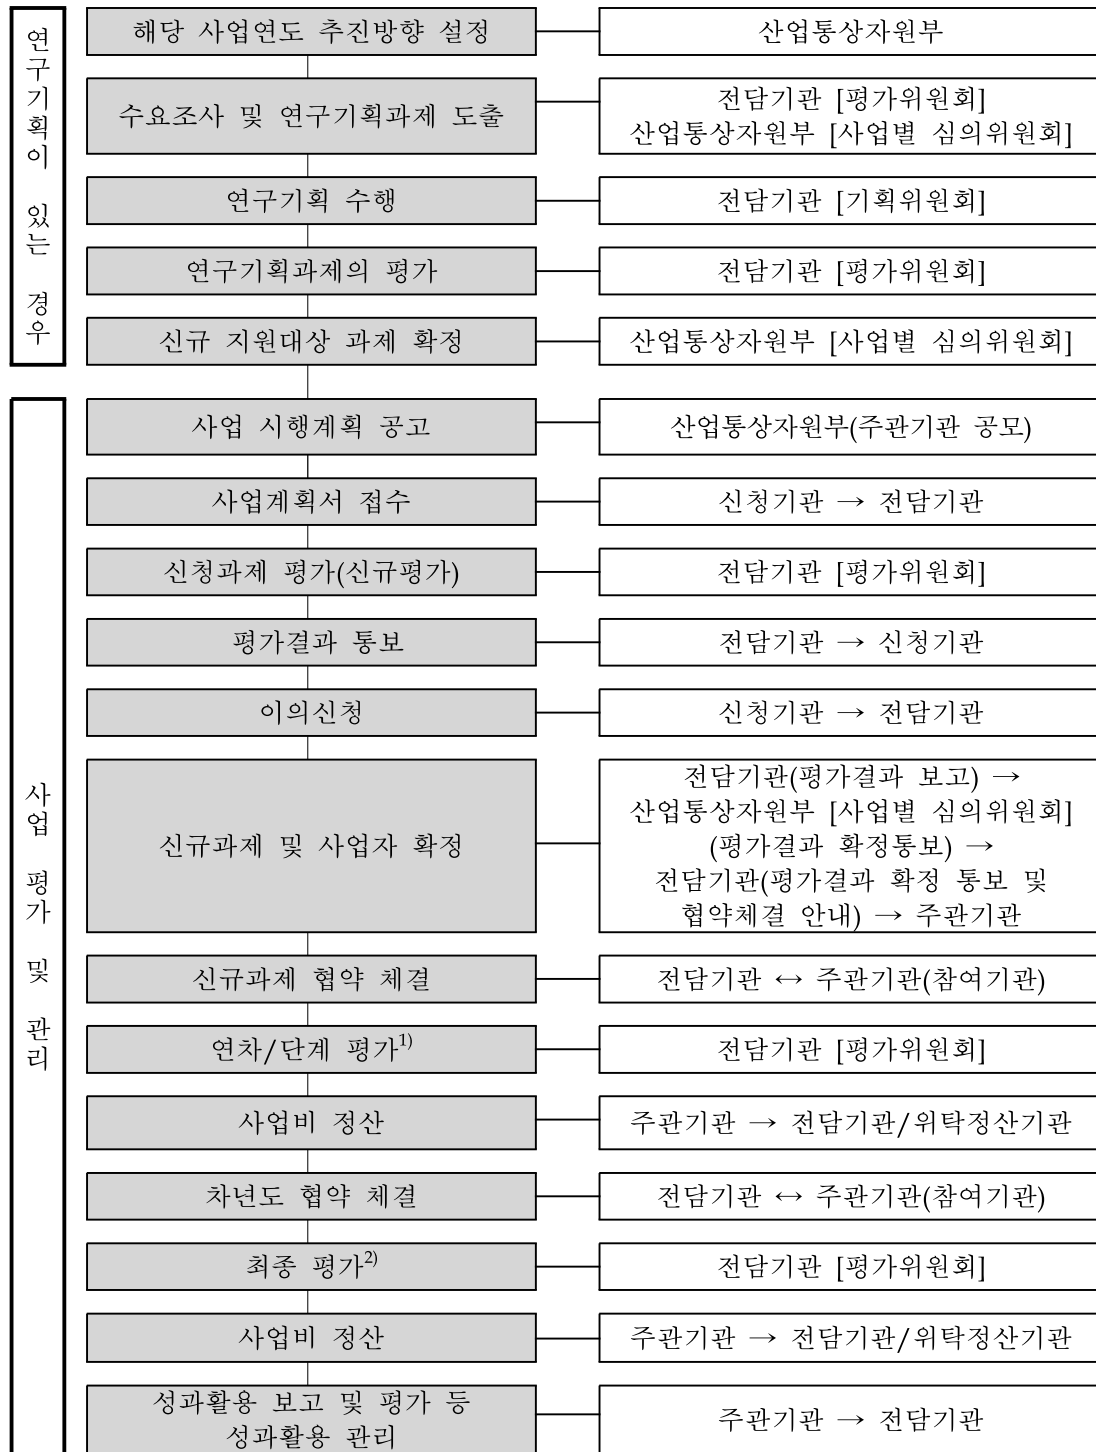 연구기획이 있는 경우
해당 사업연도 추진방향 설정
산업통상자원부
수요조사 및 연구기획과제 도출
전담기관 [평가위원회]
산업통상자원부 [사업별 심의위원회]
연구기획 수행
전담기관 [기획위원회]
연구기획과제의 평가
전담기관 [평가위원회]
신규 지원대상 과제 확정
산업통상자원부 [사업별 심의위원회]
사업 평가 및 관리
사업 시행계획 공고
산업통상자원부(주관기관 공모)
사업계획서 접수
신청기관 → 전담기관
신청과제 평가(신규평가)
전담기관 [평가위원회]
평가결과 통보
전담기관 → 신청기관
이의신청
신청기관 → 전담기관
신규과제 및 사업자 확정
전담기관(평가결과 보고) →
산업통상자원부 [사업별 심의위원회]
(평가결과 확정통보) →
전담기관(평가결과 확정 통보 및
협약체결 안내) → 주관기관
신규과제 협약 체결
전담기관 ↔ 주관기관(참여기관)
연차/단계 평가1)
전담기관 [평가위원회]
사업비 정산
주관기관 → 전담기관/위탁정산기관
차년도 협약 체결
전담기관 ↔ 주관기관(참여기관)
최종 평가2)
전담기관 [평가위원회]
사업비 정산
주관기관 → 전담기관/위탁정산기관
성과활용 보고 및 평가 등
성과활용 관리
주관기관 → 전담기관